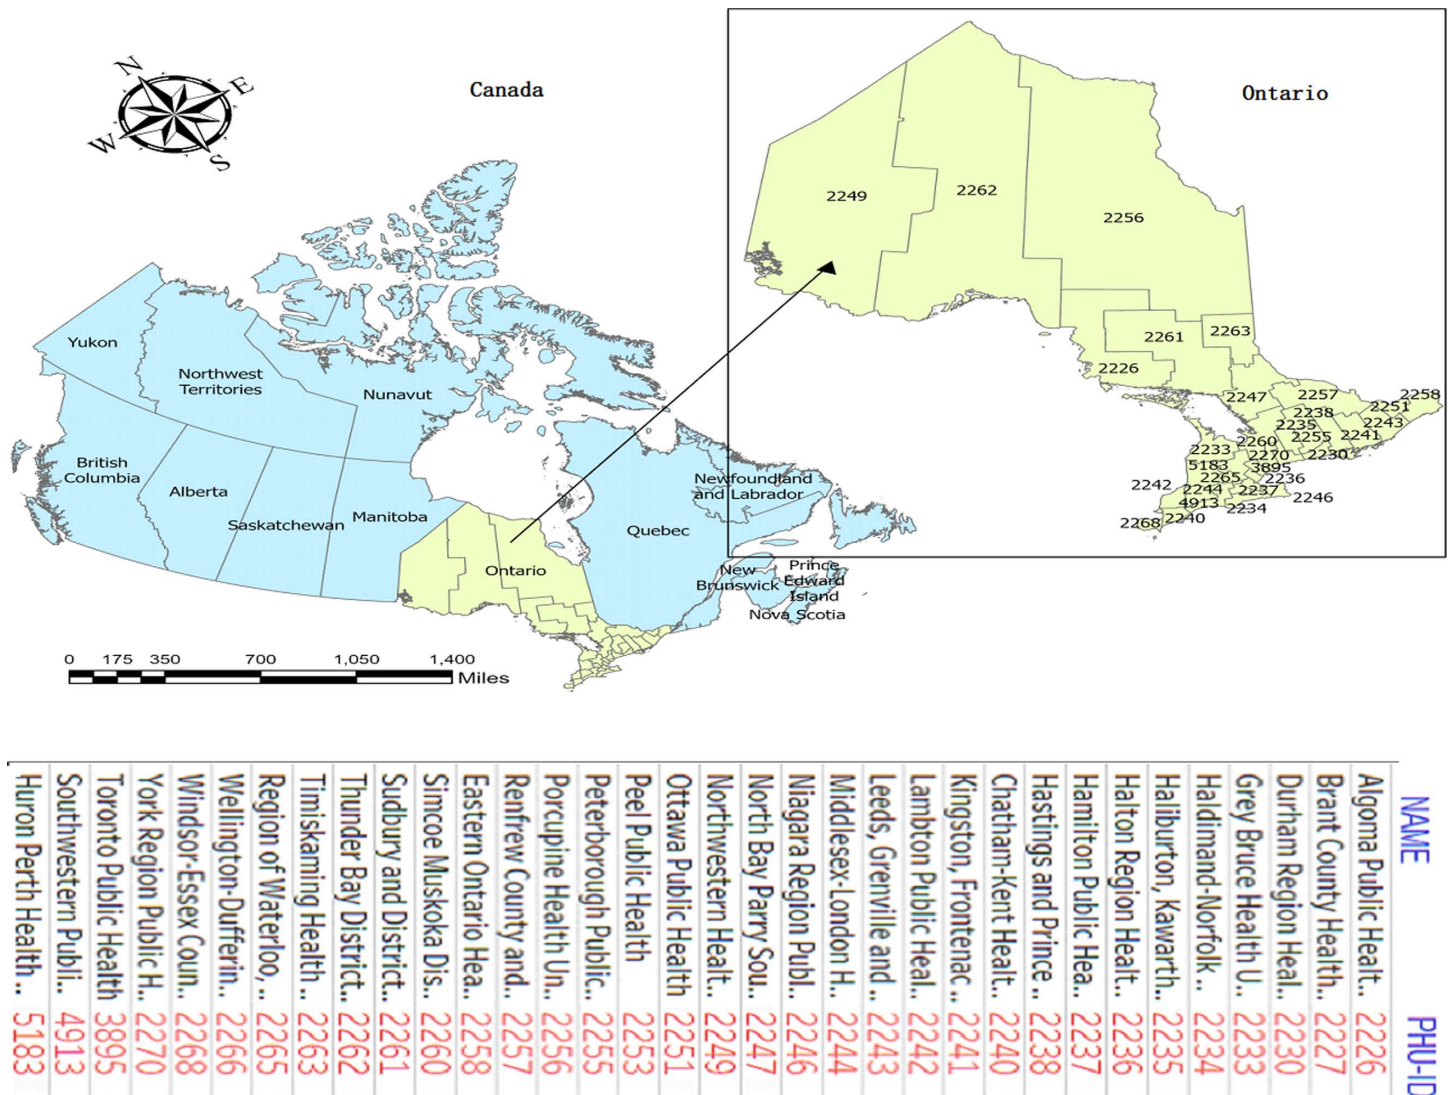 Canada
Ontario
N
E
W
S
2249
2262
2256
2261
2263
2226
2247
2257
2258
2251
2238
2243
2235
2241
2255
2260
2233
2270
2230
5183
3895
2265
2236
2242
2244
2237
2246
4913
2234
2268
2240
Yukon
Northwest
Territories
Nunavut
British
Columbia
Alberta
Saskatchewan
Manitoba
Newfoundland
and Labrador
Quebec
Ontario
New
Brunswick
Prince
Edward
Island
Nova Scotia
0 175 350 700 1,050 1,400
Miles
NAME PHU-ID
Algoma Public Healt.. 2226
Brant County Health.. 2227
Durham Region Heal.. 2230
Grey Bruce Health U.. 2233
Haldimand-Norfolk .. 2234
Haliburton, Kawarth.. 2235
Halton Region Healt.. 2236
Hamilton Public Hea.. 2237
Hastings and Prince .. 2238
Chatham-Kent Healt.. 2240
Kingston, Frontenac .. 2241
Lambton Public Heal.. 2242
Leeds, Grenville and .. 2243
Middlesex-London H.. 2244
Niagara Region Publ.. 2246
North Bay Parry Sou.. 2247
Northwestern Healt.. 2249
Ottawa Public Health 2251
Peel Public Health 2253
Peterborough Public.. 2255
Porcupine Health Un.. 2256
Renfrew County and.. 2257
Eastern Ontario Hea.. 2258
Simcoe Muskoka Dis.. 2260
Sudbury and District.. 2261
Thunder Bay District.. 2262
Timiskaming Health .. 2263
Region of Waterloo, .. 2265
Wellington-Dufferin.. 2266
Windsor-Essex Coun.. 2268
York Region Public H.. 2270
Toronto Public Health 3895
Southwestern Publi.. 4913
Huron Perth Health .. 5183